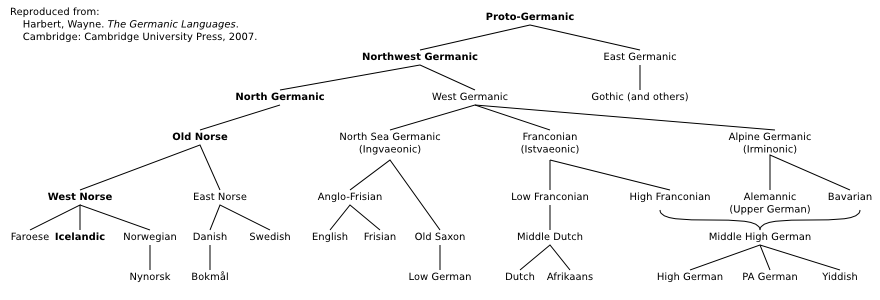 Reproduced from:
Harbert, Wayne. The Germanic Languages.
Cambridge: Cambridge University Press, 2007.
Proto-Germanic
Northwest Germanic
East Germanic
North Germanic
West Germanic
Gothic (and others)
Old Norse
North Sea Germanic
(Ingvaeonic)
Franconian
(Istvaeonic)
Alpine Germanic
(Irminonic)
West Norse
East Norse
Anglo-Frisian
Low Franconian
High Franconian
Alemannic
(Upper German)
Bavarian
Faroese
Icelandic
Norwegian
Danish
Swedish
English
Frisian
Old Saxon
Middle Dutch
Middle High German
Nynorsk
Bokmål
Low German
Dutch
Afrikaans
High German
PA German
Yiddish